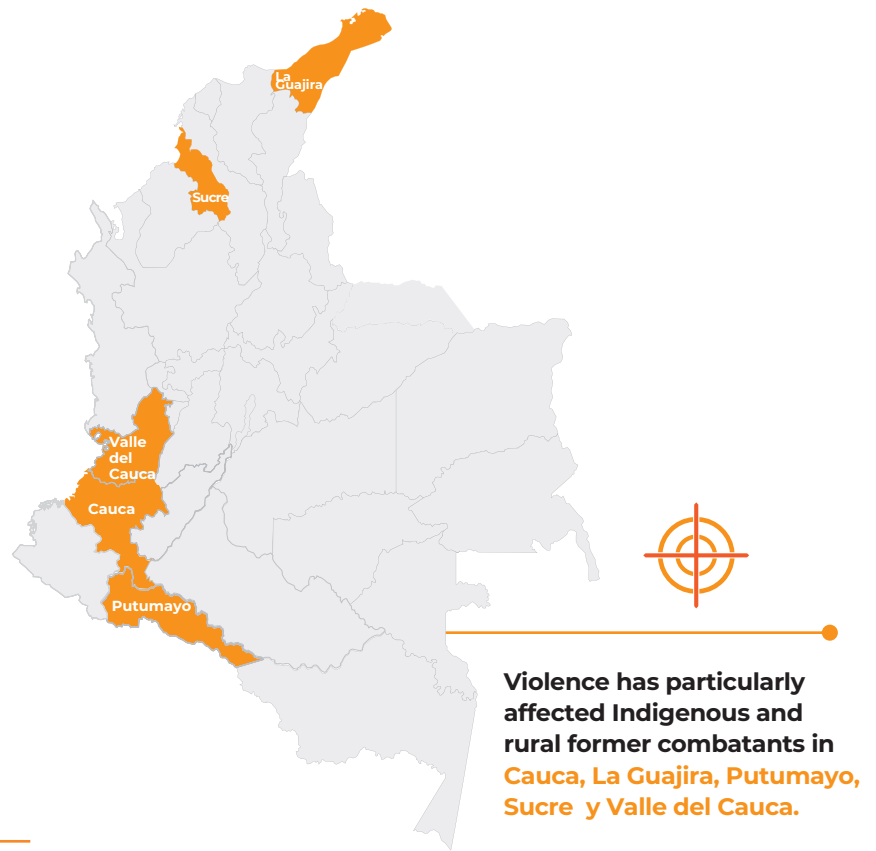 La
Guajira
Sucre
Valle
del
Cauca
Cauca
Putumayo
Violence has particularly
affected Indigenous and
rural former combatants in
Cauca, La Guajira, Putumayo,
Sucre y Valle del Cauca.